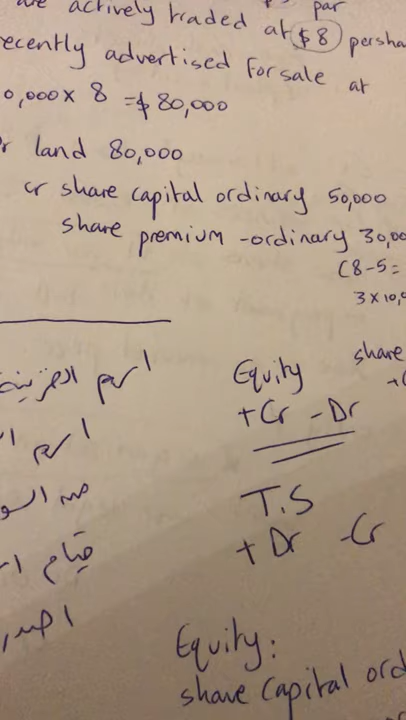 are actively traded at $8 persha
par
recently advertised for sale at
0,000 x 8 = $ 80,000
r land 80,000
cr share capital ordinary 50,000
share premium - ordinary 30,00
(8-5=
3 x 10,0
Equity share
+Cr - Dr
T.S
+ Dr - Cr
Equity:
share capital ord